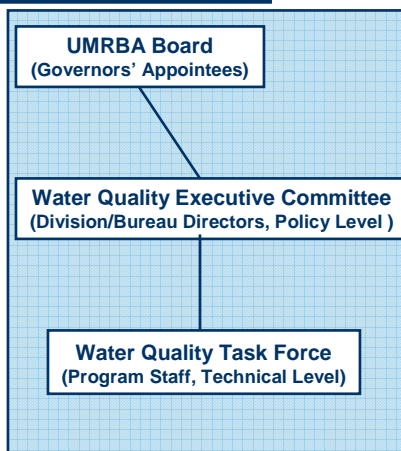 UMRBA Board
(Governors' Appointees)
Water Quality Executive Committee
(Division/Bureau Directors, Policy Level )
Water Quality Task Force
(Program Staff, Technical Level)